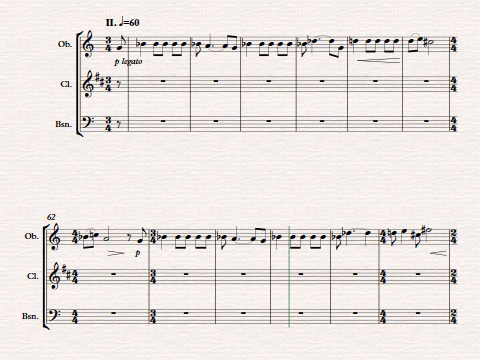 II. ♩=60
Ob.
p legato
Cl.
Bsn.
62
Ob.
p
Cl.
Bsn.